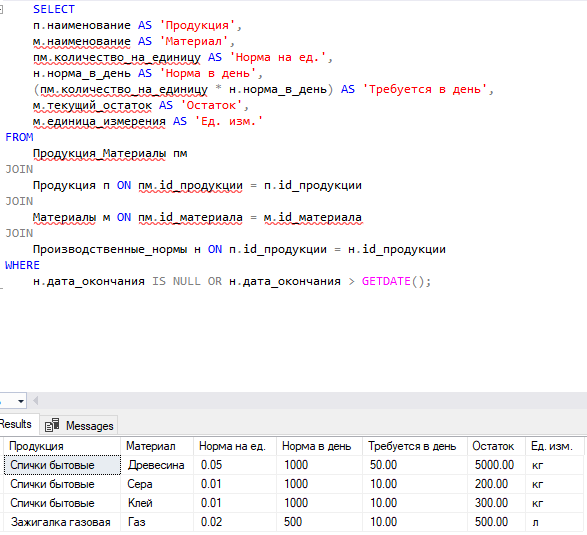 SELECT
п.наименование AS 'Продукция',
м.наименование AS 'Материал',
пм.количество_на_единицу AS 'Норма на ед.',
н.норма_в_день AS 'Норма в день',
(пм.количество_на_единицу * н.норма_в_день) AS 'Требуется в день',
м.текущий_остаток AS 'Остаток',
м.единица_измерения AS 'Ед. изм.'
FROM
Продукция_Материалы пм
JOIN
Продукция п ON пм.id_продукции = п.id_продукции
JOIN
Материалы м ON пм.id_материала = м.id_материала
JOIN
Производственные_нормы н ON п.id_продукции = н.id_продукции
WHERE
н.дата_окончания IS NULL OR н.дата_окончания > GETDATE();
Results Messages
Продукция Материал Норма на ед. Норма в день Требуется в день Остаток Ед. изм.
Спички бытовые Древесина 0.05 1000 50.00 5000.00 кг
Спички бытовые Сера 0.01 1000 10.00 200.00 кг
Спички бытовые Клей 0.01 1000 10.00 300.00 кг
Зажигалка газовая Газ 0.02 500 10.00 500.00 л